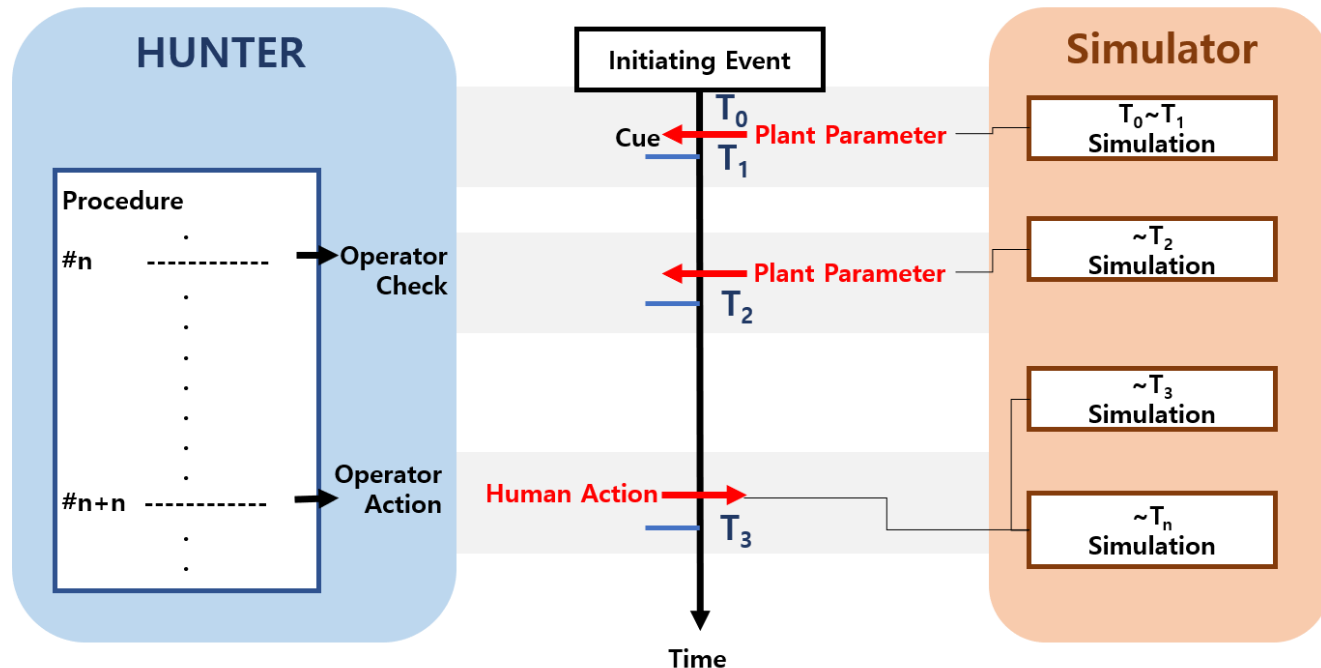 HUNTER
Procedure
#n
Operator
Check
#n+n
Operator
Action
Initiating Event
T₀
Cue
Plant Parameter
T₁
Plant Parameter
T₂
Human Action
T₃
Time
Simulator
T₀~T₁
Simulation
~T₂
Simulation
~T₃
Simulation
~Tₙ
Simulation